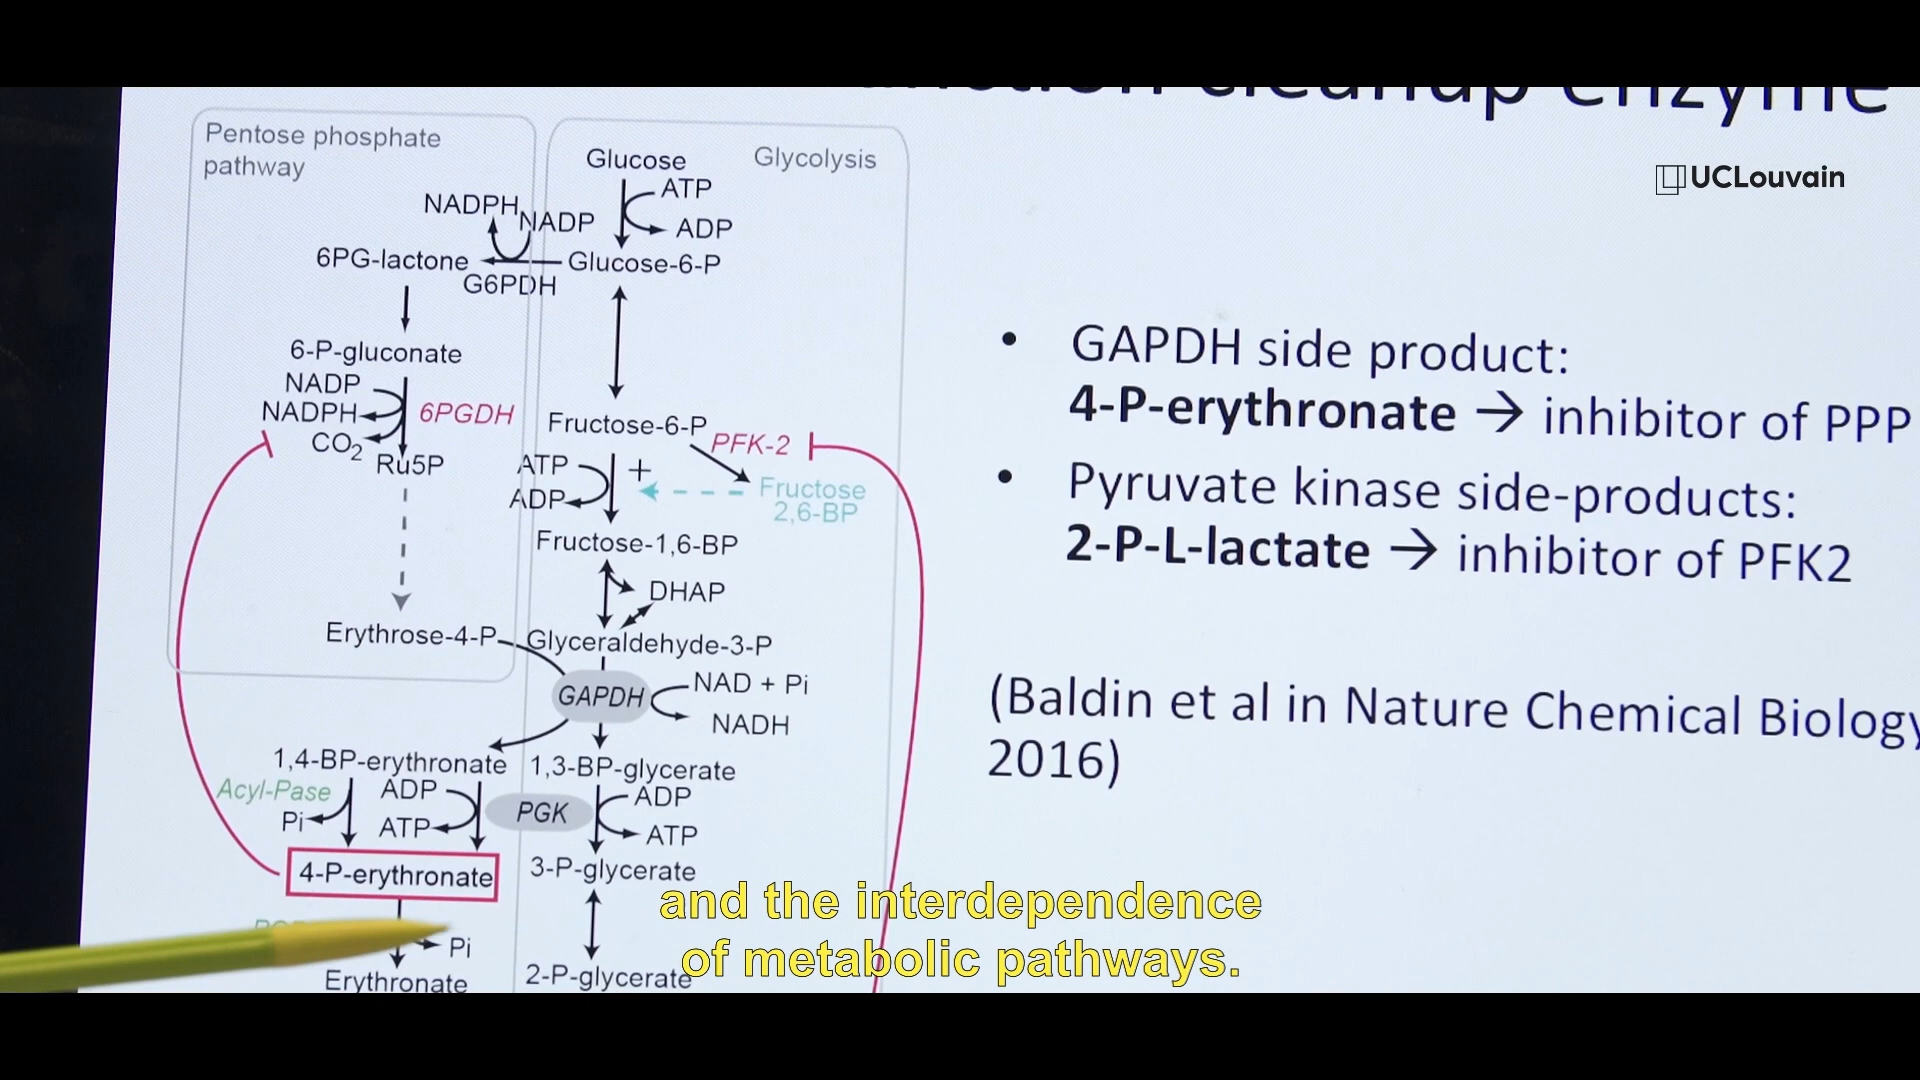 cleanup enzyme
UCLouvain
Pentose phosphate
pathway
Glycolysis
Glucose
ATP
ADP
NADPH
NADP
6PG-lactone
Glucose-6-P
G6PDH
6-P-gluconate
NADP
NADPH
6PGDH
CO2
Ru5P
Fructose-6-P
PFK-2
ATP
+
ADP
Fructose
2,6-BP
Fructose-1,6-BP
DHAP
Erythrose-4-P
Glyceraldehyde-3-P
GAPDH
NAD + Pi
NADH
1,4-BP-erythronate
1,3-BP-glycerate
Acyl-Pase
ADP
Pi
ATP
PGK
ADP
ATP
4-P-erythronate
3-P-glycerate
Pi
Erythronate
2-P-glycerate
• GAPDH side product:
4-P-erythronate → inhibitor of PPP
• Pyruvate kinase side-products:
2-P-L-lactate → inhibitor of PFK2
(Baldin et al in Nature Chemical Biology
2016)
and the interdependence
of metabolic pathways.